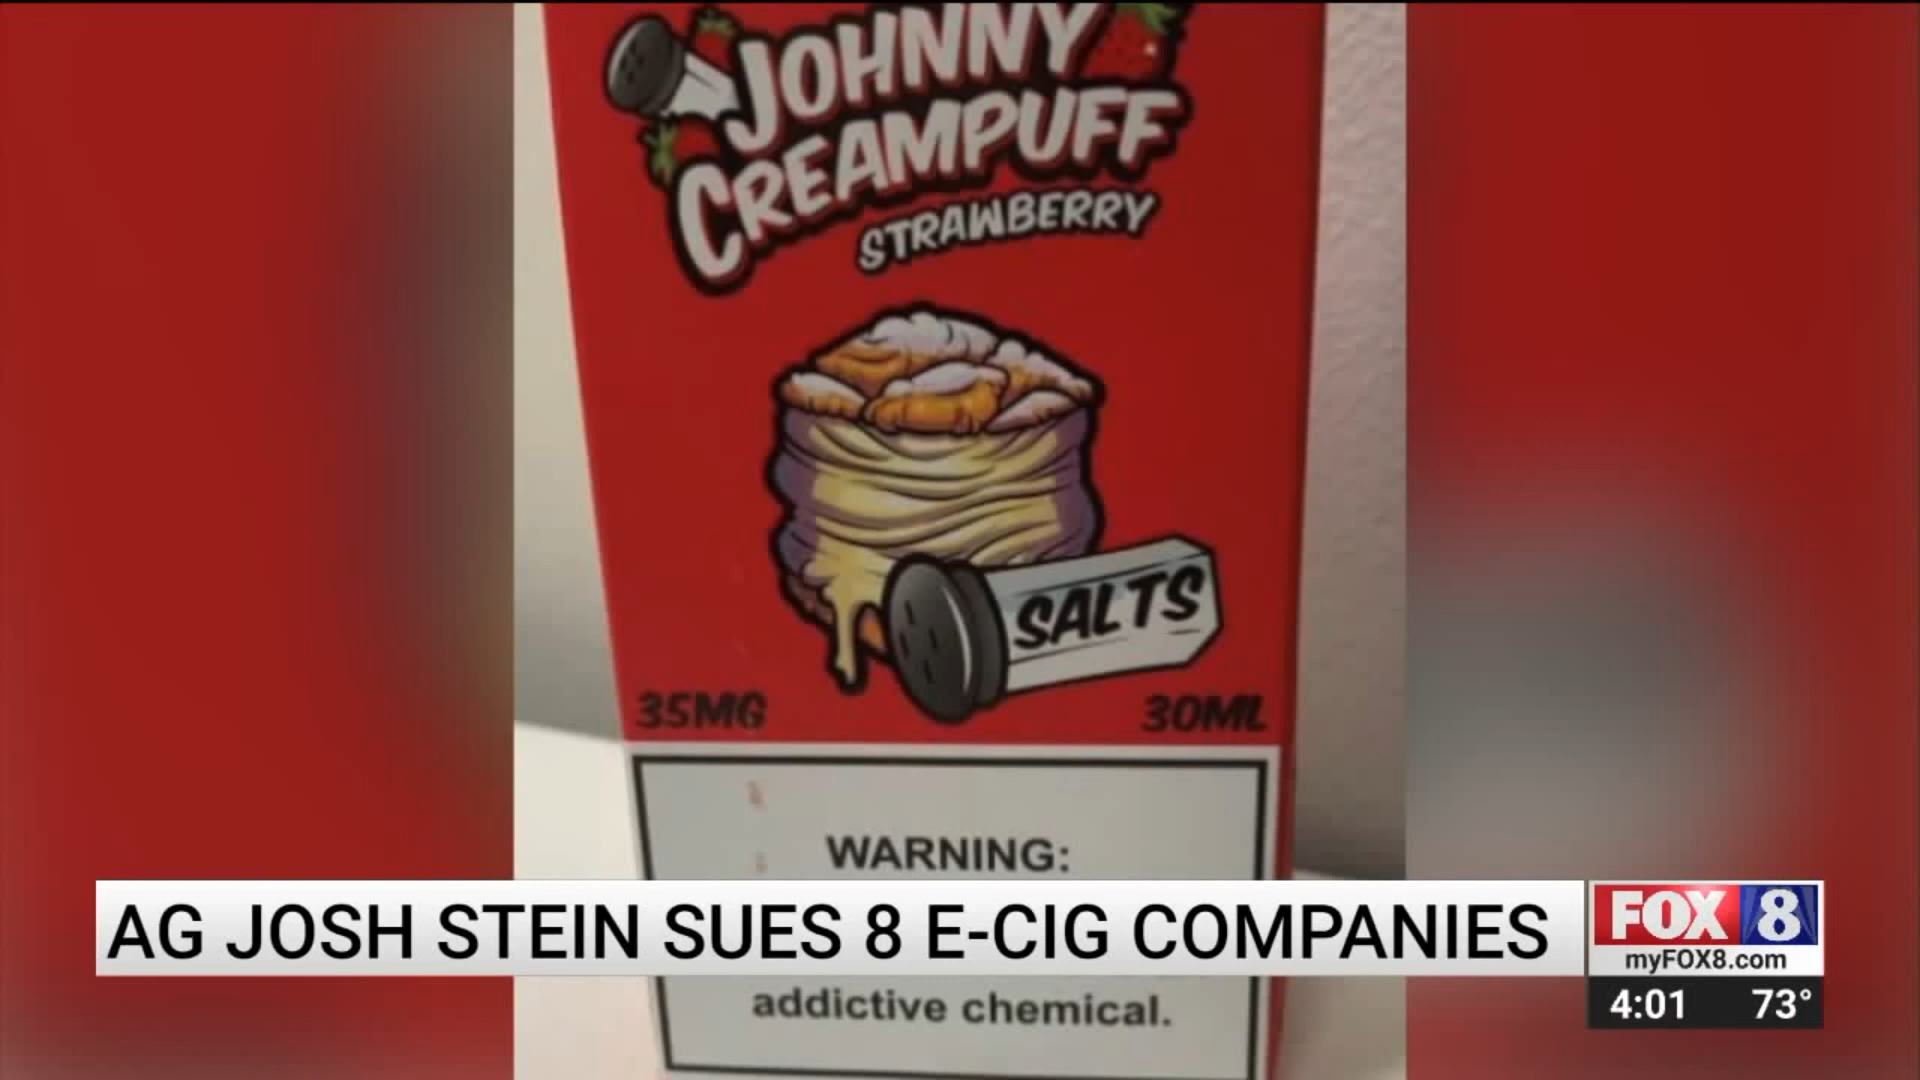 JOHNNY
CREAMPUFF
STRAWBERRY
SALTS
35MG
30ML
WARNING:
AG JOSH STEIN SUES 8 E-CIG COMPANIES
FOX 8
myFOX8.com
4:01 73°
addictive chemical.